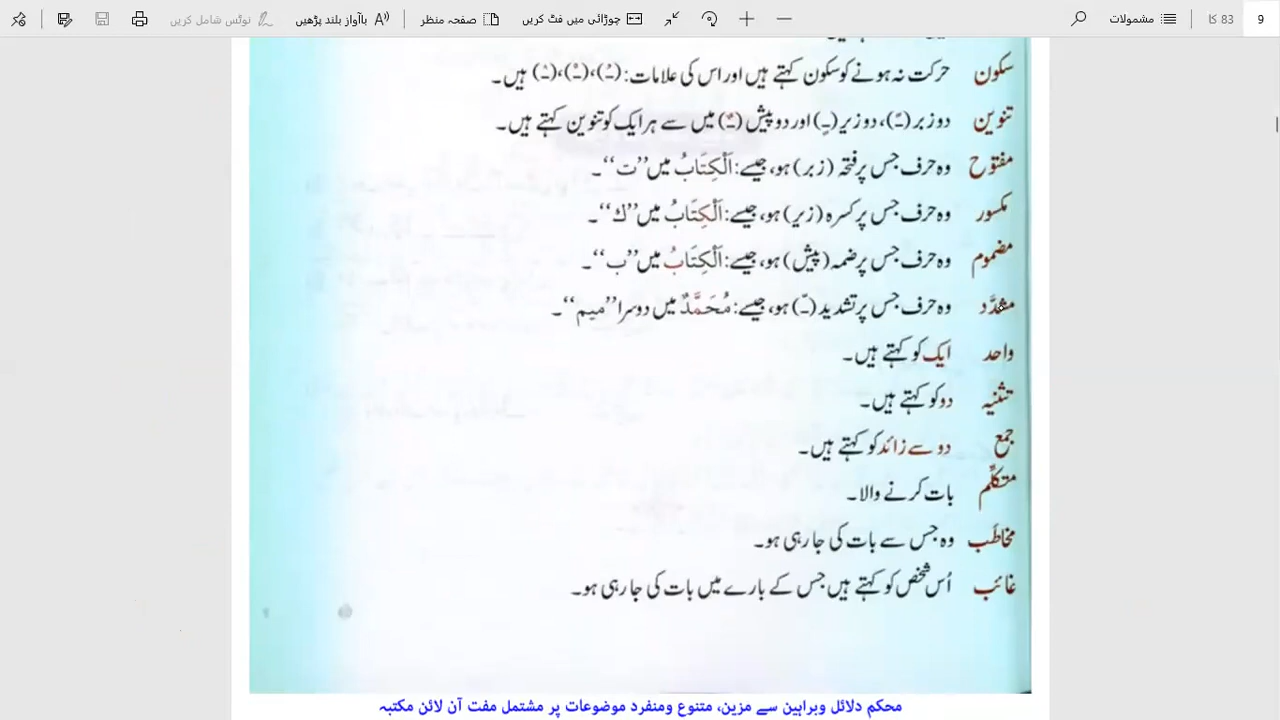 9 83 کا مشمولات چوڑائی میں فٹ کریں صفحہ منظر بآواز بلند پڑھیں نوٹس شامل کریں
سکون حرکت نہ ہونے کو سکون کہتے ہیں اور اس کی علامات: (ـْ)، (ـْ)، (ـْ) ہیں۔
تنوین دو زبر (ـً)، دو زیر (ـٍ) اور دو پیش (ـٌ) میں سے ہر ایک کو تنوین کہتے ہیں۔
مفتوح وہ حرف جس پر فتحہ (زبر) ہو، جیسے: اَلْكِتَابُ میں ’’ت‘‘۔
مکسور وہ حرف جس پر کسرہ (زیر) ہو، جیسے: اَلْكِتَابُ میں ’’ك‘‘۔
مضموم وہ حرف جس پر ضمہ (پیش) ہو، جیسے: اَلْكِتَابُ میں ’’ب‘‘۔
مشدَّد وہ حرف جس پر تشدید (ـّ) ہو، جیسے: مُحَمَّدٌ میں دوسرا ’’میم‘‘۔
واحد ایک کو کہتے ہیں۔
تثنیہ دو کو کہتے ہیں۔
جمع دو سے زائد کو کہتے ہیں۔
متکلِّم بات کرنے والا۔
مخاطَب وہ جس سے بات کی جا رہی ہو۔
غائب اُس شخص کو کہتے ہیں جس کے بارے میں بات کی جا رہی ہو۔
محکم دلائل وبراہین سے مزین، متنوع ومنفرد موضوعات پر مشتمل مفت آن لائن مکتبہ